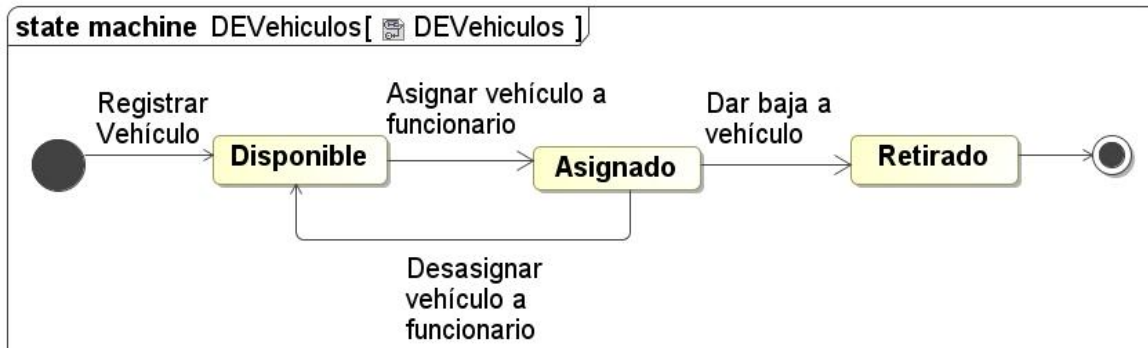 state machine DEVehiculos[ DEVehiculos ]
Registrar
Vehículo
Asignar vehículo a
funcionario
Dar baja a
vehículo
Disponible
Asignado
Retirado
Desasignar
vehículo a
funcionario